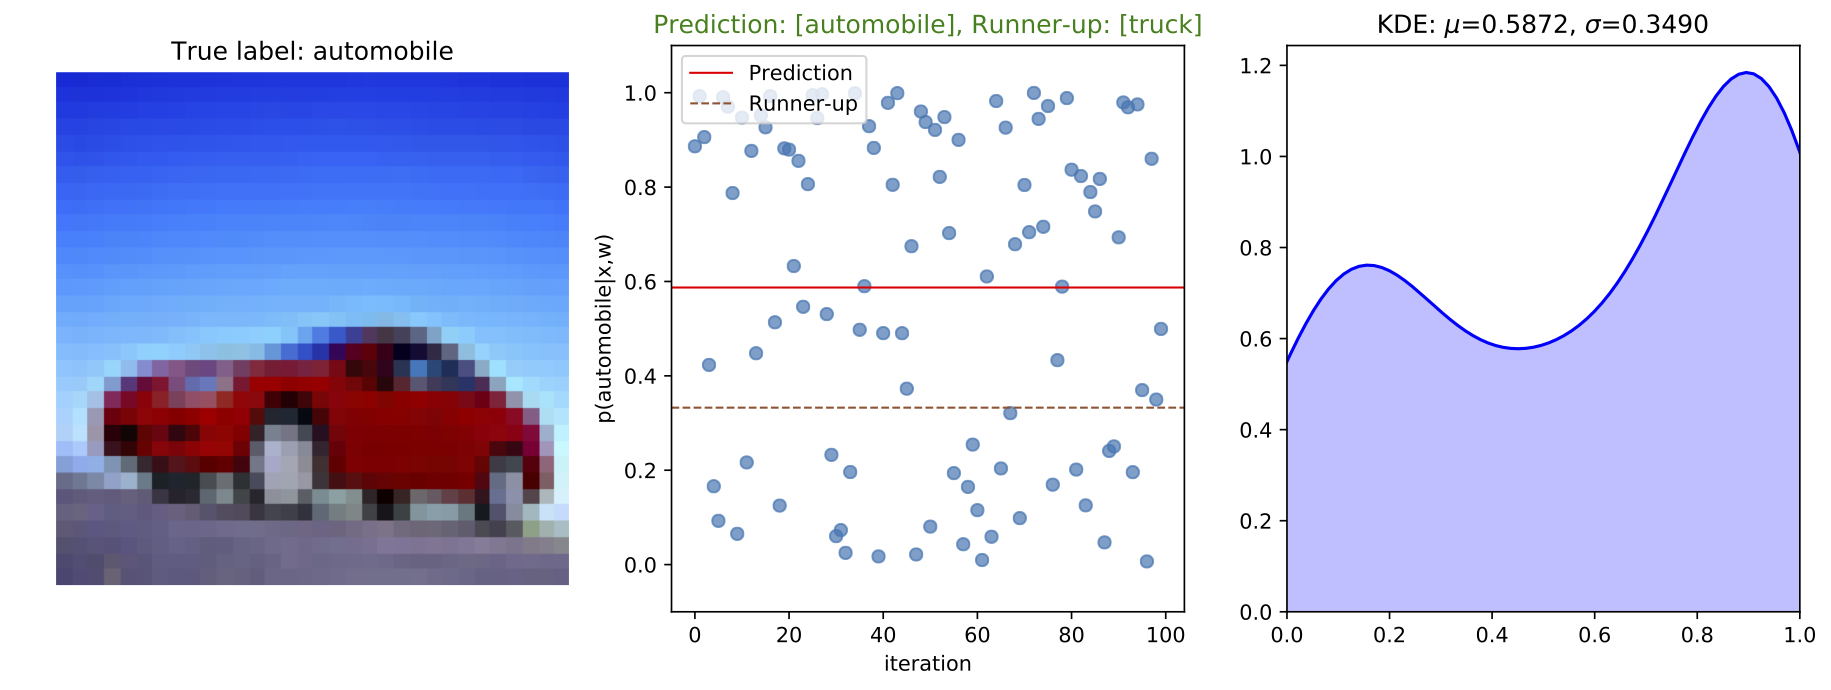 True label: automobile
Prediction: [automobile], Runner-up: [truck]
Prediction
Runner-up
p(automobile|x,w)
1.0
0.8
0.6
0.4
0.2
0.0
0 20 40 60 80 100
iteration
KDE: μ=0.5872, σ=0.3490
1.2
1.0
0.8
0.6
0.4
0.2
0.0
0.0 0.2 0.4 0.6 0.8 1.0